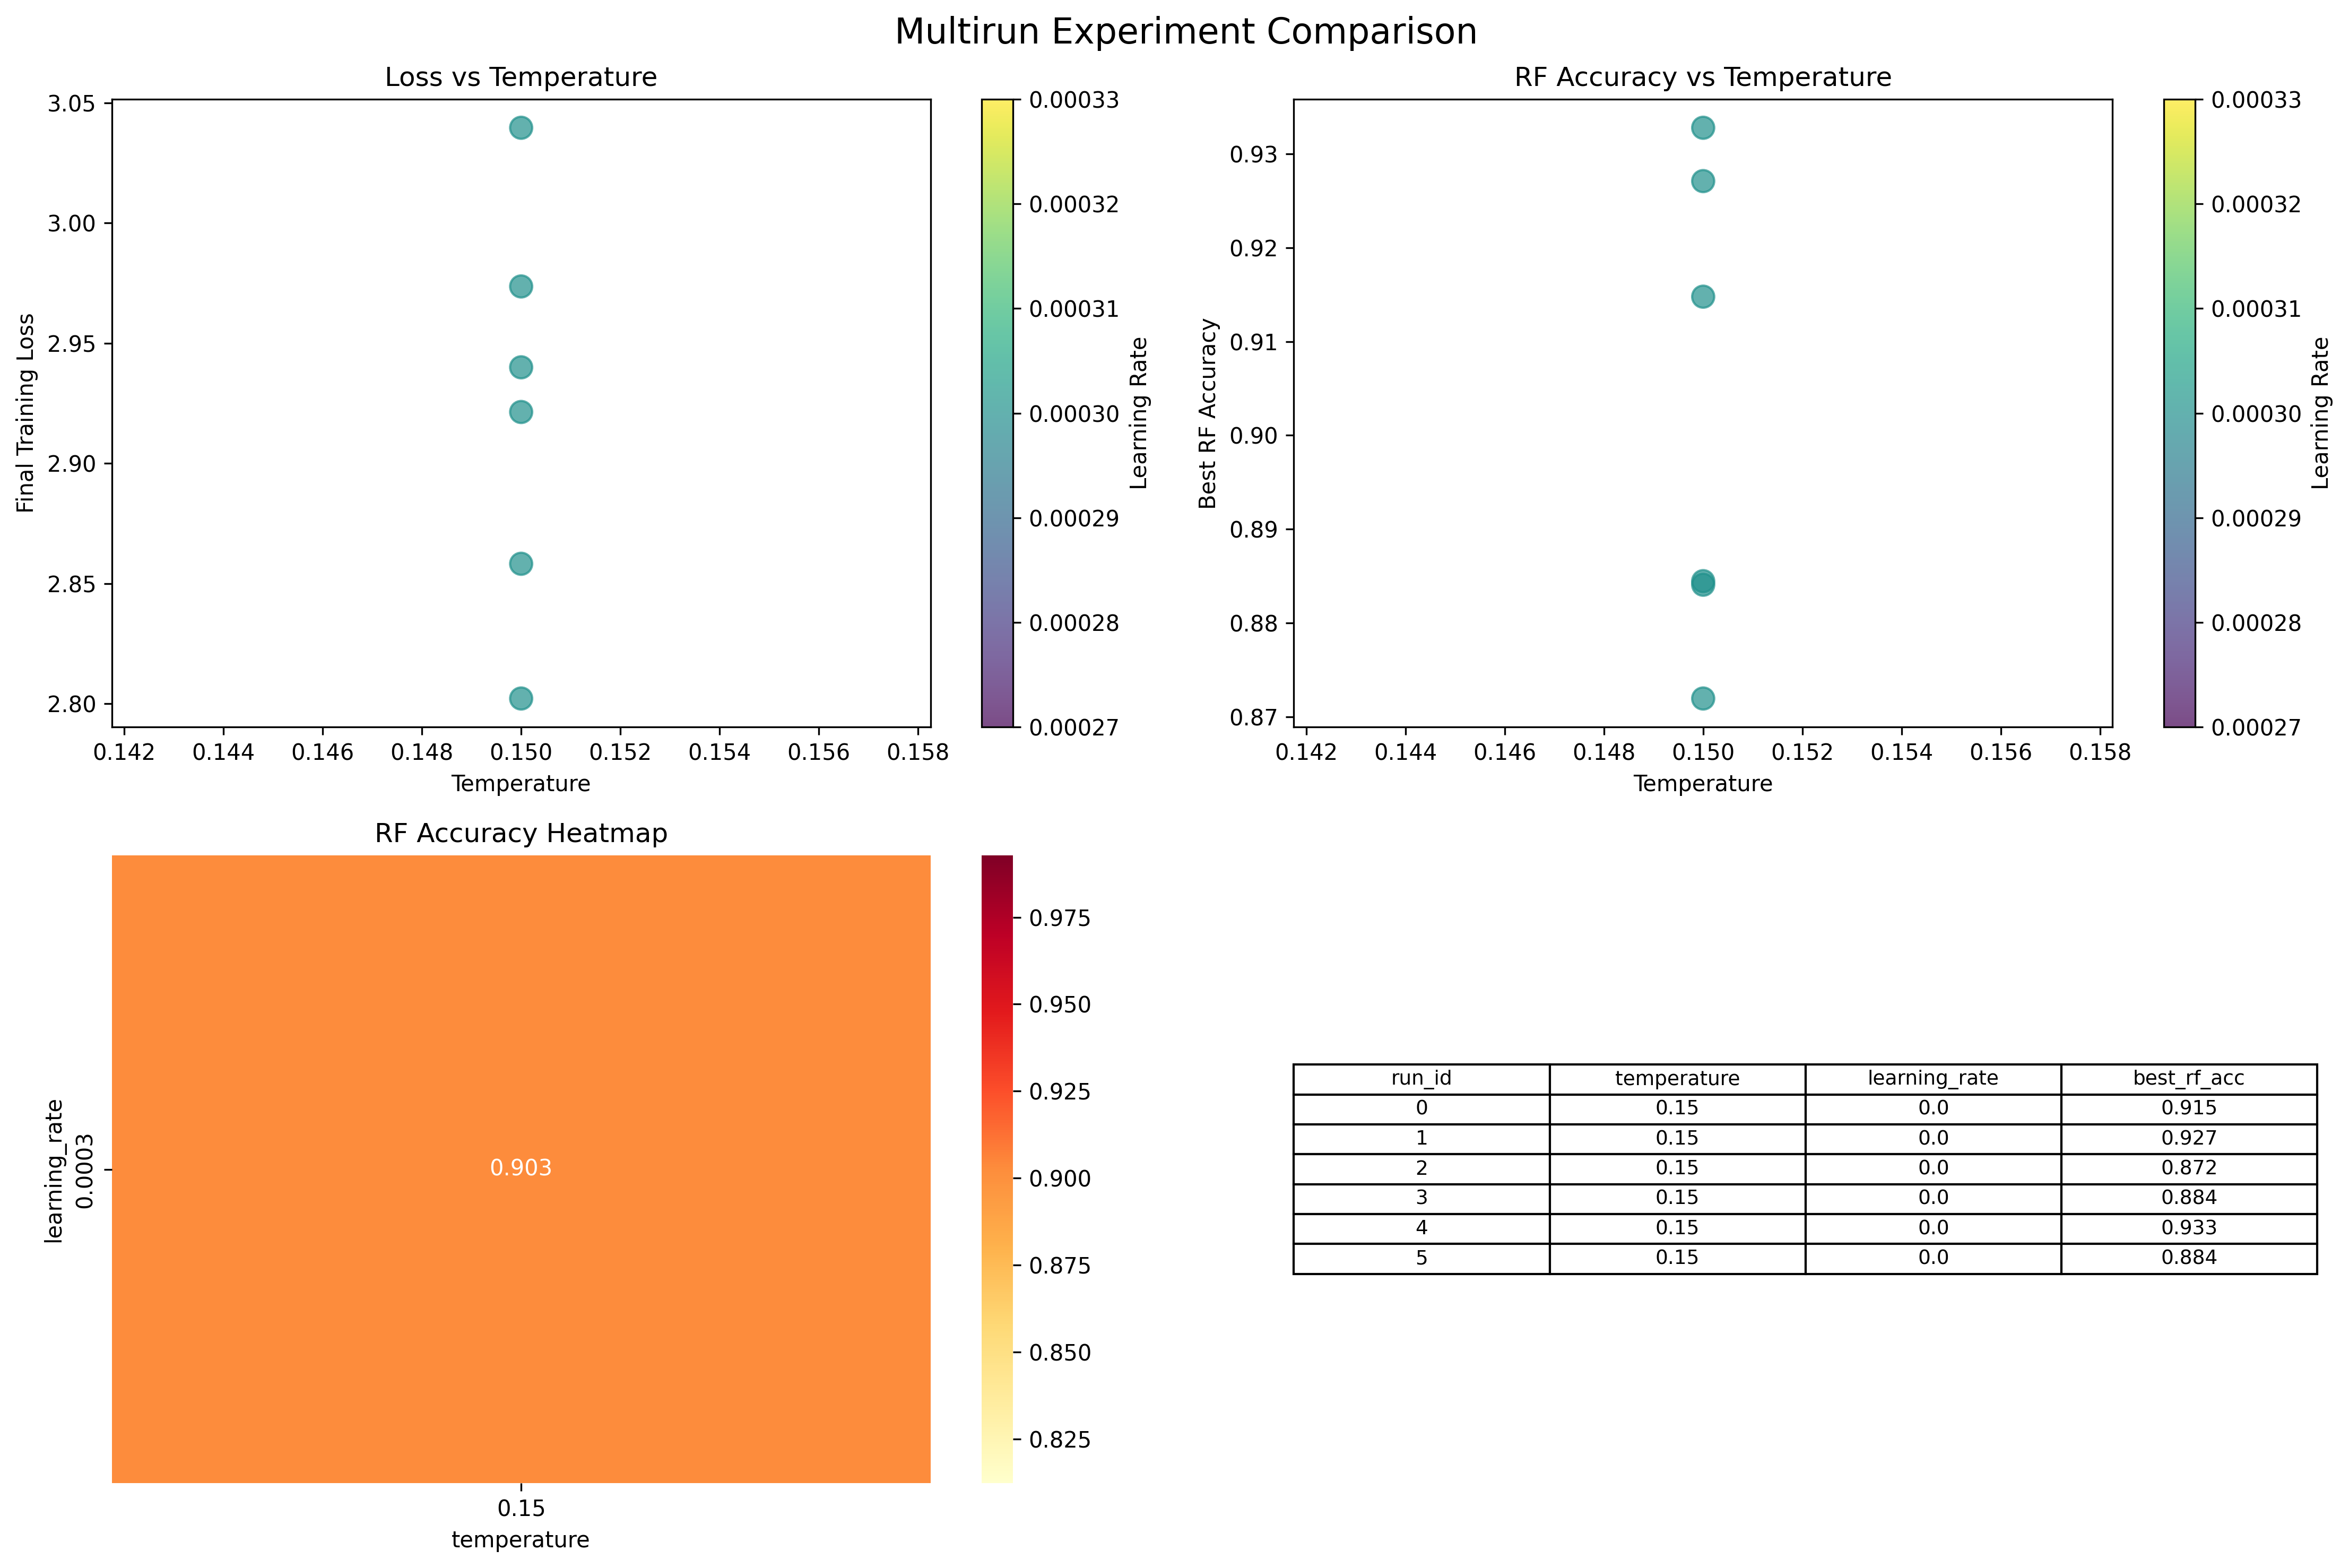 Multirun Experiment Comparison
Loss vs Temperature
3.05
3.00
2.95
2.90
2.85
2.80
Final Training Loss
0.142 0.144 0.146 0.148 0.150 0.152 0.154 0.156 0.158
Temperature
0.00033
0.00032
0.00031
0.00030
0.00029
0.00028
0.00027
Learning Rate
RF Accuracy vs Temperature
0.93
0.92
0.91
0.90
0.89
0.88
0.87
Best RF Accuracy
0.142 0.144 0.146 0.148 0.150 0.152 0.154 0.156 0.158
Temperature
0.00033
0.00032
0.00031
0.00030
0.00029
0.00028
0.00027
Learning Rate
RF Accuracy Heatmap
learning_rate
0.0003
0.903
0.15
temperature
0.975
0.950
0.925
0.900
0.875
0.850
0.825
run_id temperature learning_rate best_rf_acc
0 0.15 0.0 0.915
1 0.15 0.0 0.927
2 0.15 0.0 0.872
3 0.15 0.0 0.884
4 0.15 0.0 0.933
5 0.15 0.0 0.884